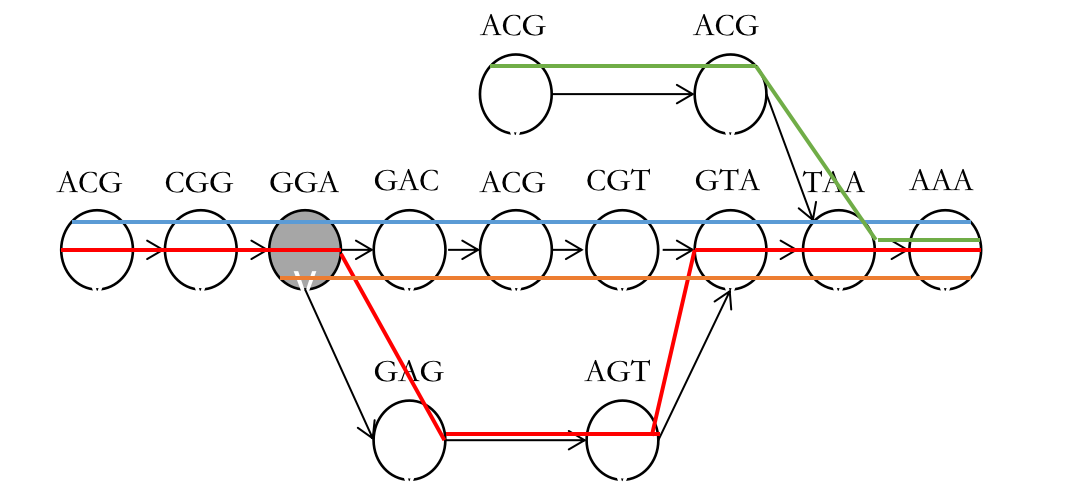 ACG ACG
ACG CGG GGA GAC ACG CGT GTA TAA AAA
V
GAG AGT